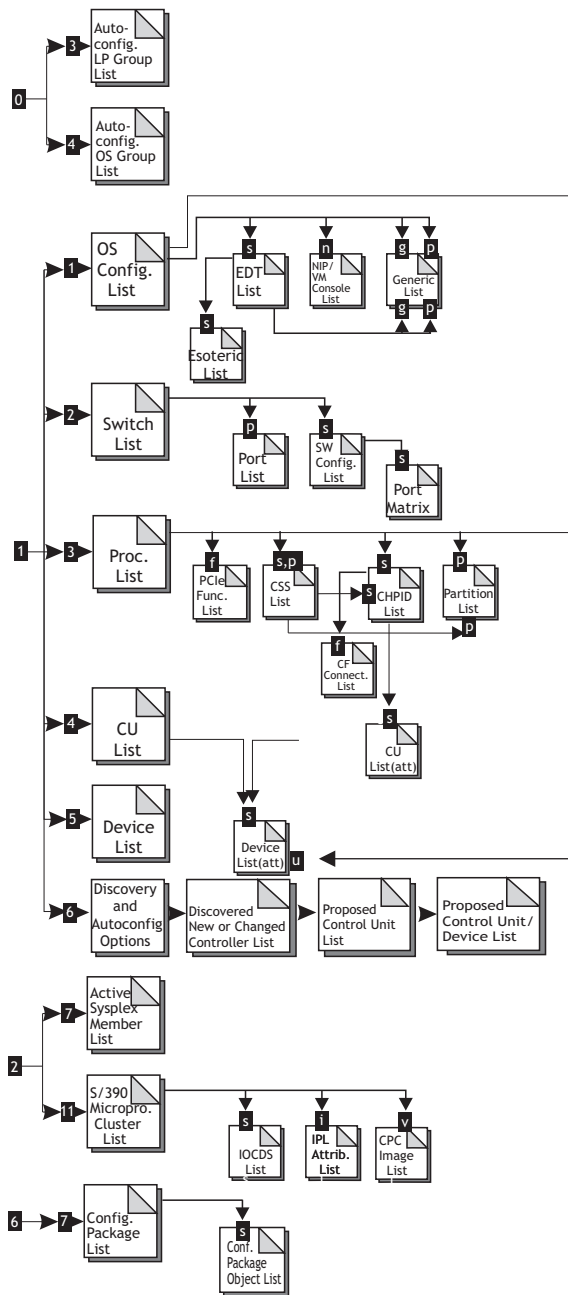 3
Auto-
config.
LP Group
List
0
4
Auto-
config.
OS Group
List
1
OS
Config.
List
s
EDT
List
n
NIP/
VM
Console
List
g
p
Generic
List
g
p
s
Esoteric
List
2
Switch
List
p
Port
List
s
SW
Config.
List
s
Port
Matrix
1
3
Proc.
List
f
PCIe
Func.
List
s,p
CSS
List
s
s
CHPID
List
p
Partition
List
p
f
CF
Connect.
List
4
CU
List
s
CU
List(att)
5
Device
List
s
Device
List(att)
u
6
Discovery
and
Autoconfig
Options
Discovered
New or Changed
Controller List
Proposed
Control Unit
List
Proposed
Control Unit/
Device List
2
7
Active
Sysplex
Member
List
11
S/390
Micropro.
Cluster
List
s
IOCDS
List
i
IPL
Attrib.
List
v
CPC
Image
List
6
7
Config.
Package
List
s
Conf.
Package
Object List